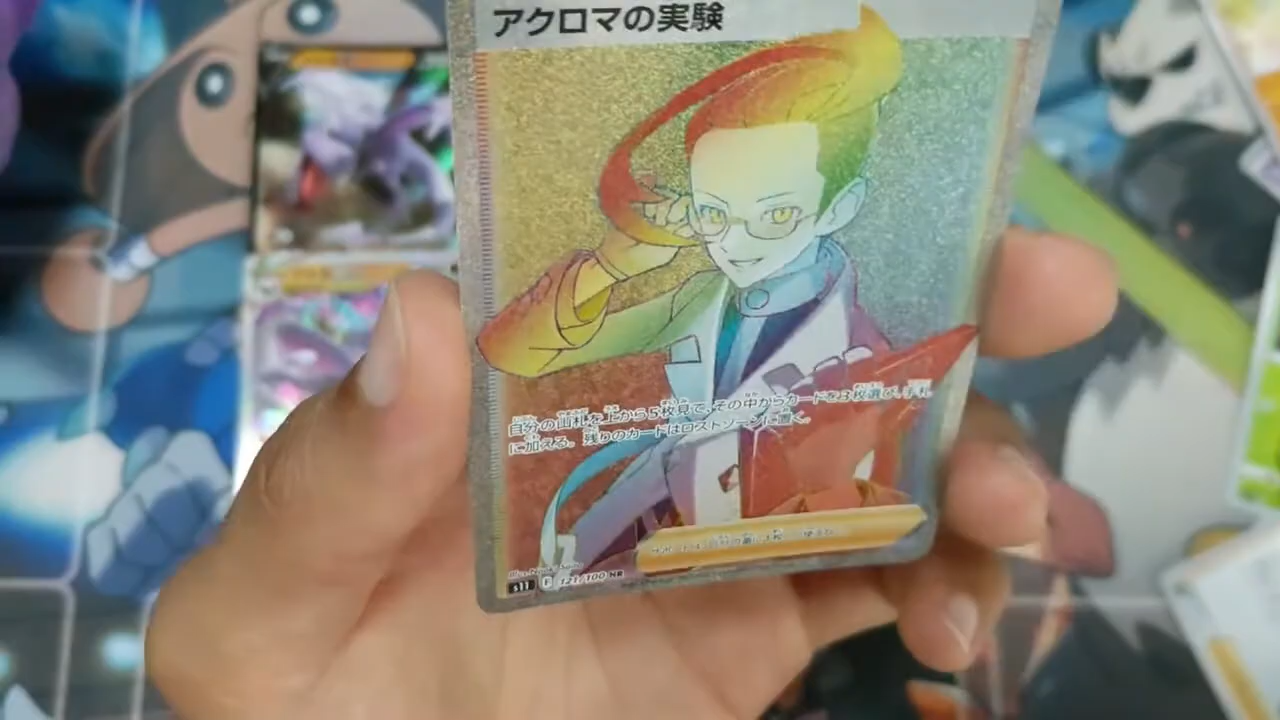 アクロマの実験
自分の山札を上から5枚見て、その中からカードを3枚選び、手札
に加える。残りのカードはロストゾーンに置く。
s11 F 121/100